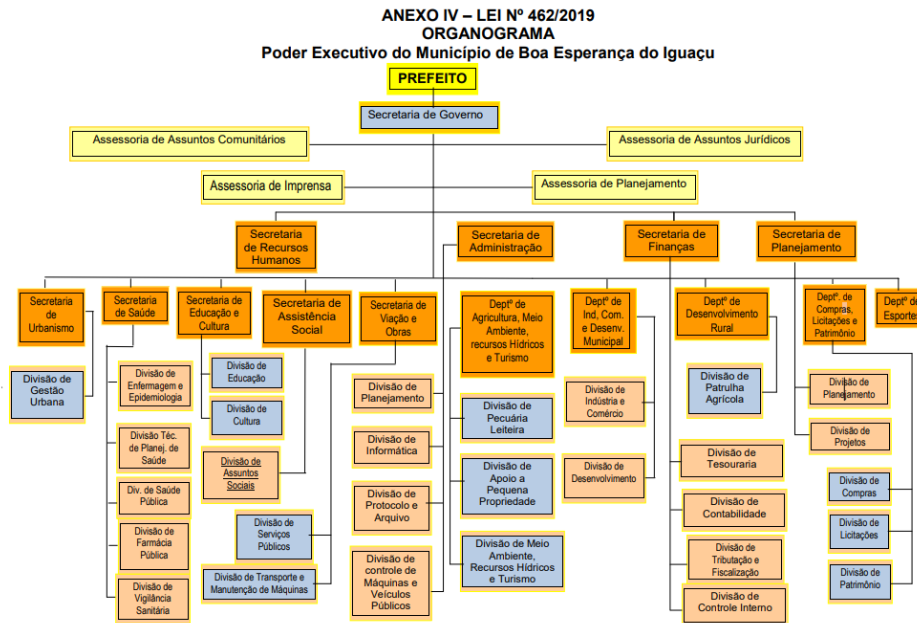 ANEXO IV – LEI Nº 462/2019
ORGANOGRAMA
Poder Executivo do Município de Boa Esperança do Iguaçu
PREFEITO
Secretaria de Governo
Assessoria de Assuntos Comunitários
Assessoria de Assuntos Jurídicos
Assessoria de Imprensa
Assessoria de Planejamento
Secretaria
de Recursos
Humanos
Secretaria de
Administração
Secretaria de
Finanças
Secretaria de
Planejamento
Secretaria
de
Urbanismo
Secretaria
de Saúde
Secretaria de
Educação e
Cultura
Secretaria de
Assistência
Social
Secretaria de
Viação e
Obras
Deptº de
Agricultura, Meio
Ambiente,
recursos Hídricos
e Turismo
Deptº de
Ind, Com.
e Desenv.
Municipal
Deptº de
Desenvolvimento
Rural
Deptº. de
Compras,
Licitações e
Patrimônio
Deptº de
Esportes
Divisão de
Gestão
Urbana
Divisão de
Enfermagem e
Epidemiologia
Divisão Téc.
de Planej. de
Saúde
Div. de Saúde
Pública
Divisão de
Farmácia
Pública
Divisão de
Vigilância
Sanitária
Divisão de
Educação
Divisão de
Cultura
Divisão de
Assuntos
Sociais
Divisão de
Serviços
Públicos
Divisão de Transporte e
Manutenção de Máquinas
Divisão de
Planejamento
Divisão de
Informática
Divisão de
Protocolo e
Arquivo
Divisão de
controle de
Máquinas e
Veículos
Públicos
Divisão de
Pecuária
Leiteira
Divisão de
Apoio a
Pequena
Propriedade
Divisão de Meio
Ambiente,
Recursos Hídricos
e Turismo
Divisão de
Indústria e
Comércio
Divisão de
Desenvolvimento
Divisão de
Patrulha
Agrícola
Divisão de
Tesouraria
Divisão de
Contabilidade
Divisão de
Tributação e
Fiscalização
Divisão de
Controle Interno
Divisão de
Planejamento
Divisão de
Projetos
Divisão de
Compras
Divisão de
Licitações
Divisão de
Patrimônio